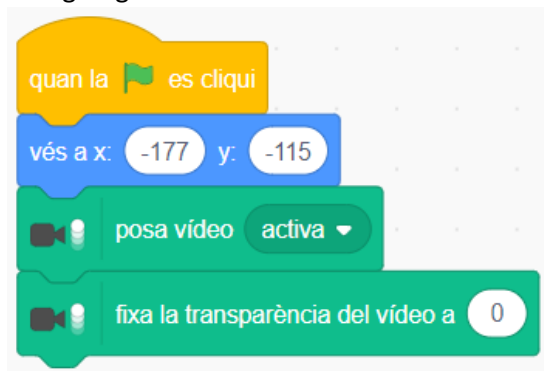 quan la es cliqui
vés a x: -177 y: -115
posa vídeo activa
fixa la transparència del vídeo a 0